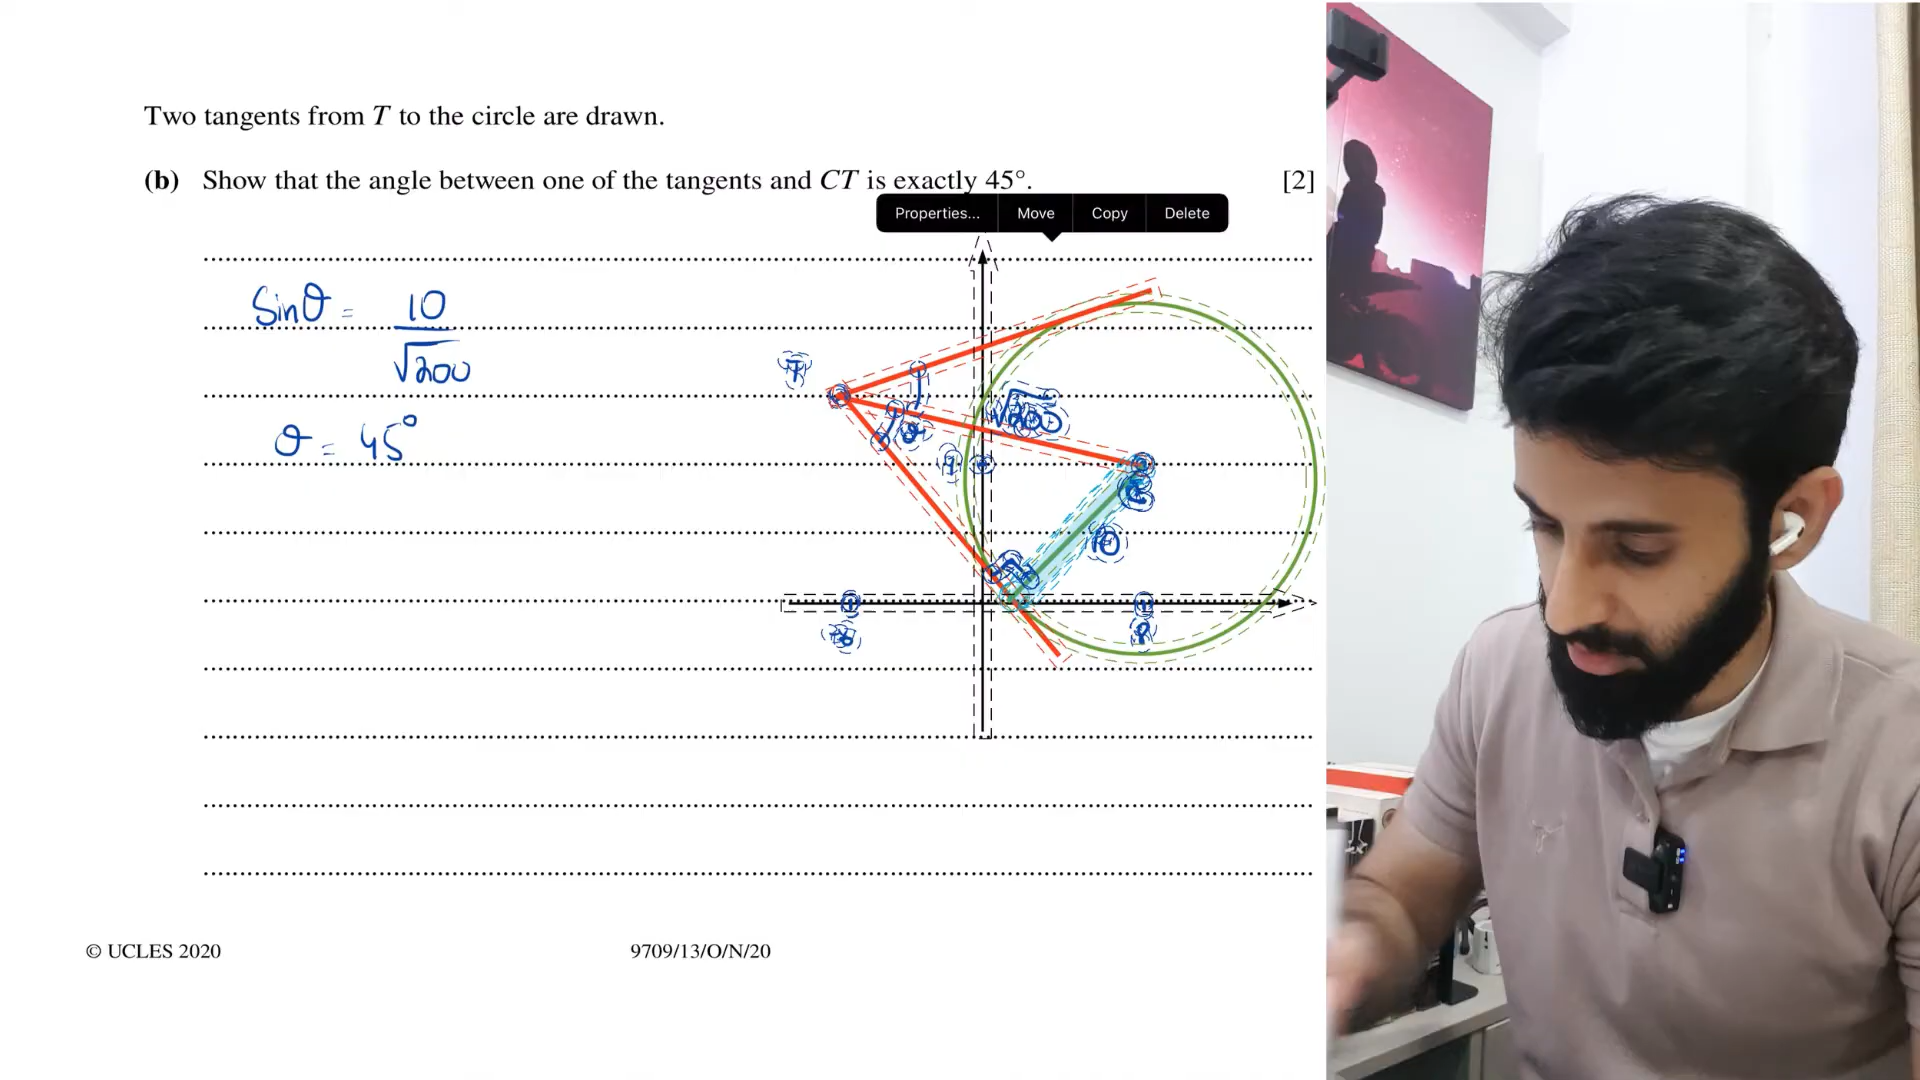 Two tangents from T to the circle are drawn.
(b) Show that the angle between one of the tangents and CT is exactly 45°. [2]
Properties... Move Copy Delete
Sinθ = 10
√200
θ = 45°
T
√200
θ
C
10
-6
8
© UCLES 2020
9709/13/O/N/20